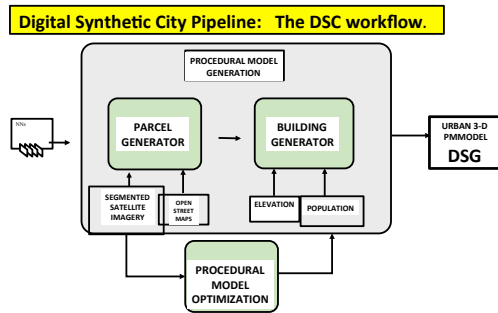 Digital Synthetic City Pipeline: The DSC workflow.
PROCEDURAL MODEL
GENERATION
NNs
PARCEL
GENERATOR
BUILDING
GENERATOR
URBAN 3-D
PMMODEL
DSG
SEGMENTED
SATELLITE
IMAGERY
OPEN
STREET
MAPS
ELEVATION
POPULATION
PROCEDURAL
MODEL
OPTIMIZATION